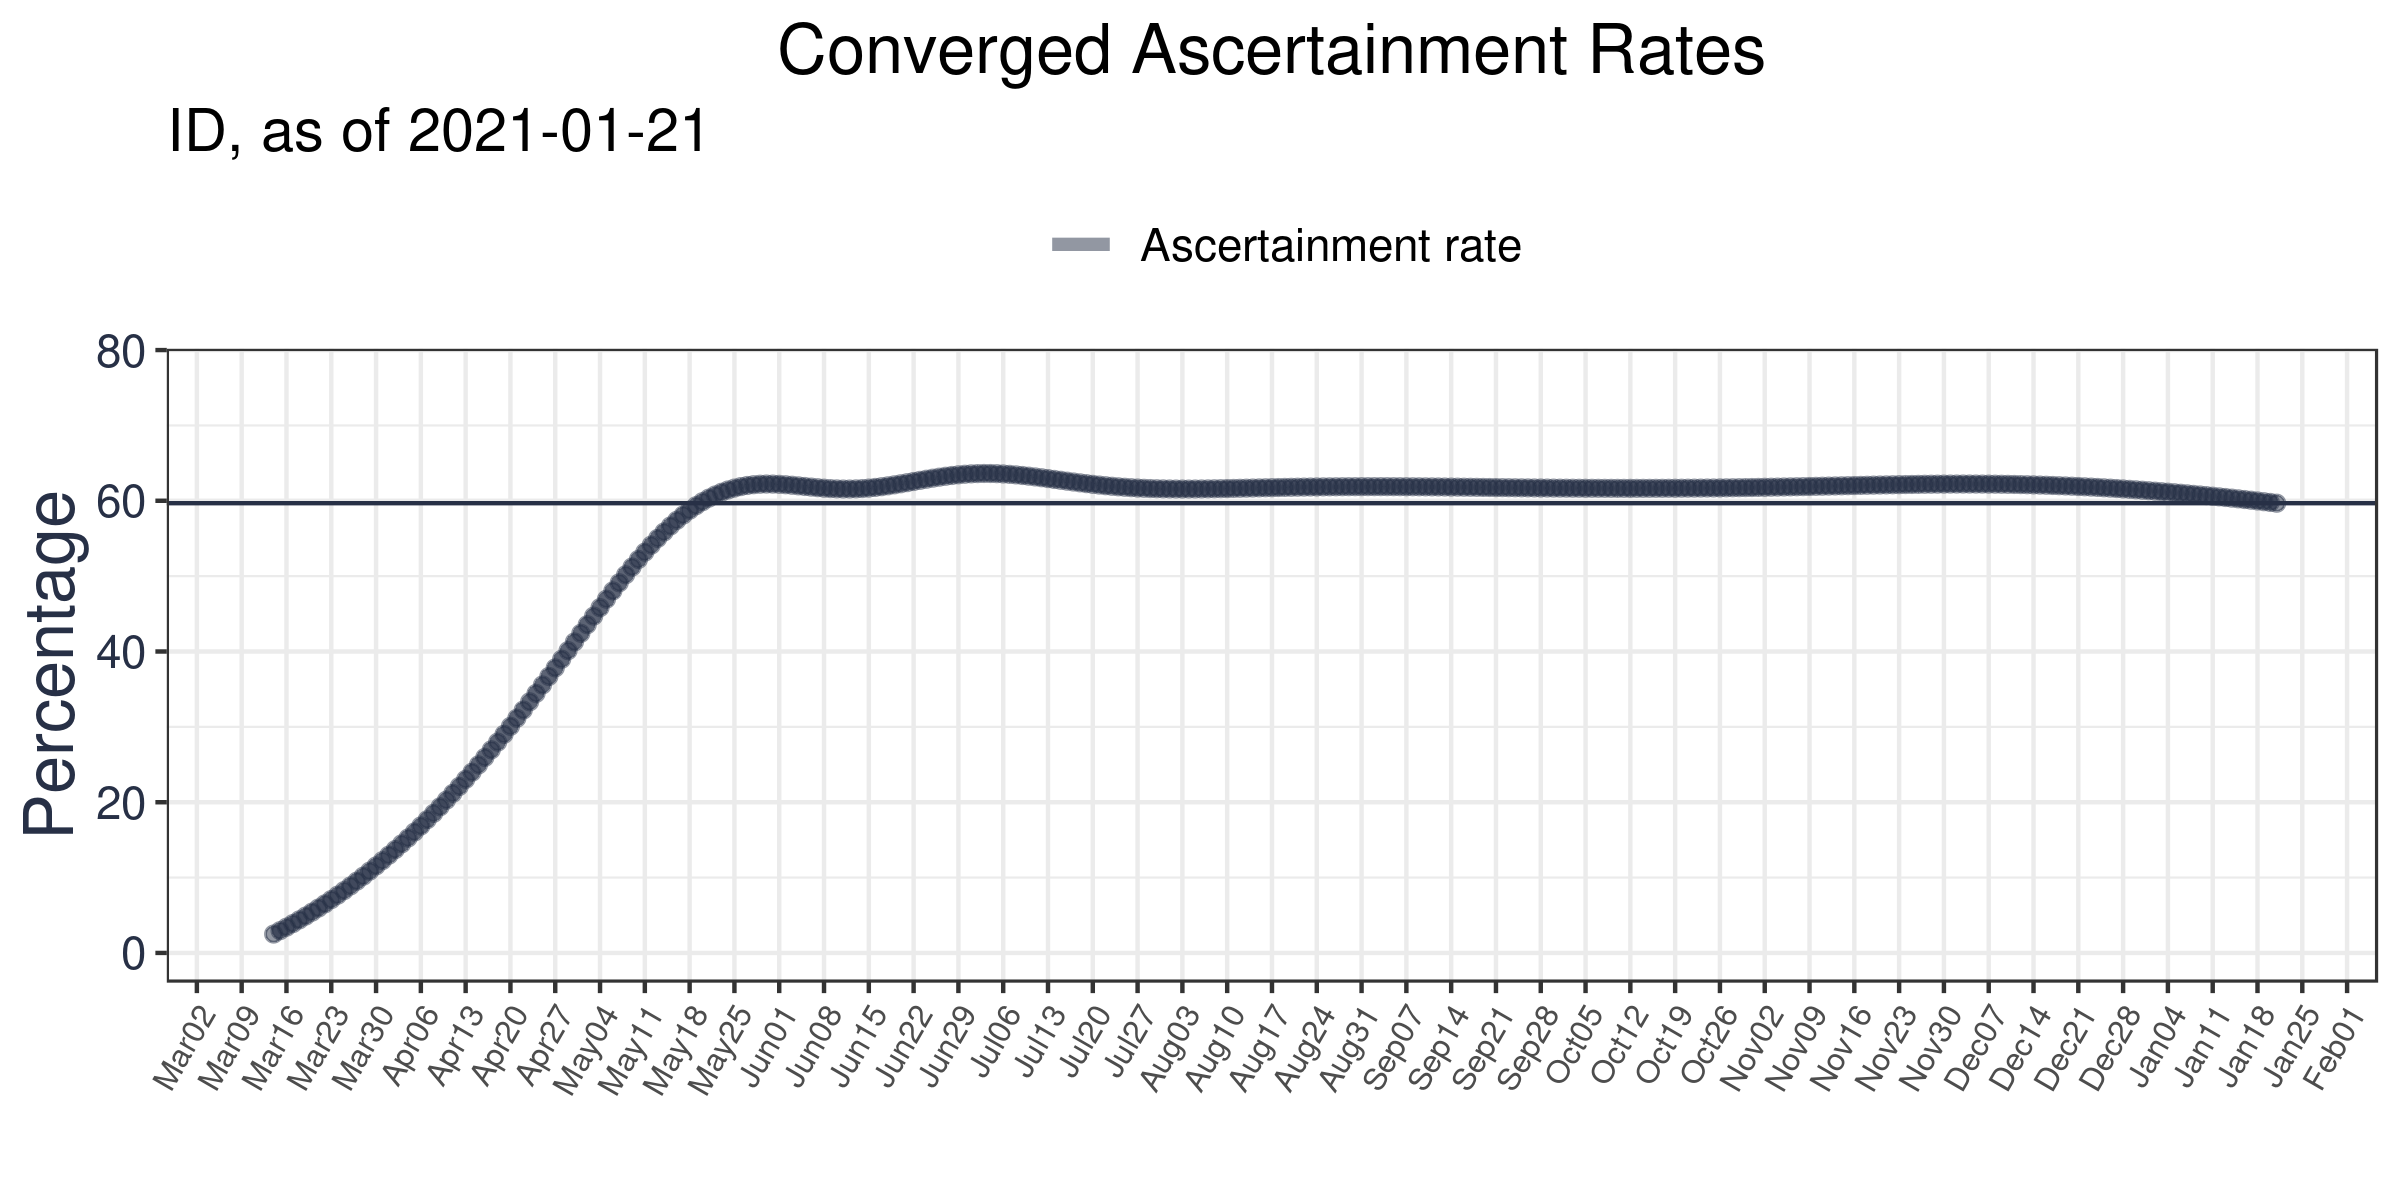 Converged Ascertainment Rates
ID, as of 2021-01-21
Ascertainment rate
Percentage
80
60
40
20
0
Mar02
Mar09
Mar16
Mar23
Mar30
Apr06
Apr13
Apr20
Apr27
May04
May11
May18
May25
Jun01
Jun08
Jun15
Jun22
Jun29
Jul06
Jul13
Jul20
Jul27
Aug03
Aug10
Aug17
Aug24
Aug31
Sep07
Sep14
Sep21
Sep28
Oct05
Oct12
Oct19
Oct26
Nov02
Nov09
Nov16
Nov23
Nov30
Dec07
Dec14
Dec21
Dec28
Jan04
Jan11
Jan18
Jan25
Feb01